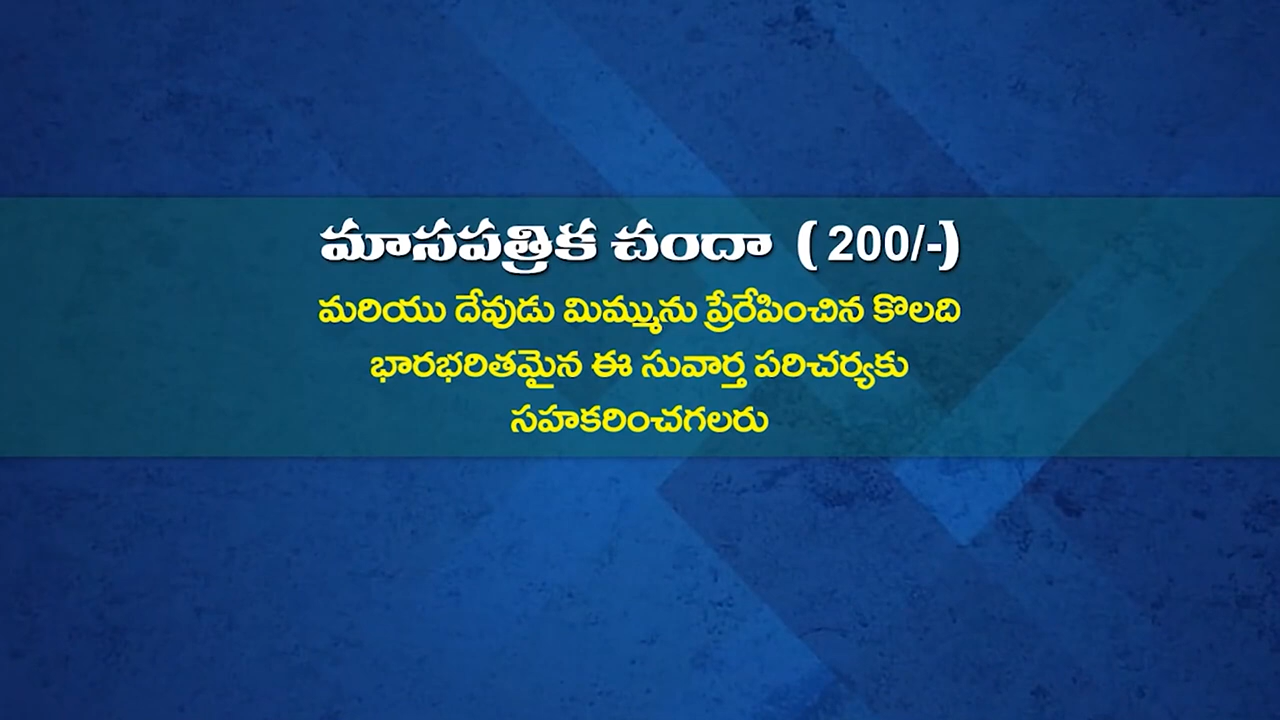 మాసపత్రిక చందా ( 200/-)
మరియు దేవుడు మిమ్మును ప్రేరేపించిన కొలది
భారభరితమైన ఈ సువార్త పరిచర్యకు
సహకరించగలరు